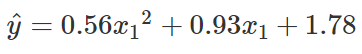 ŷ = 0.56x₁² + 0.93x₁ + 1.78